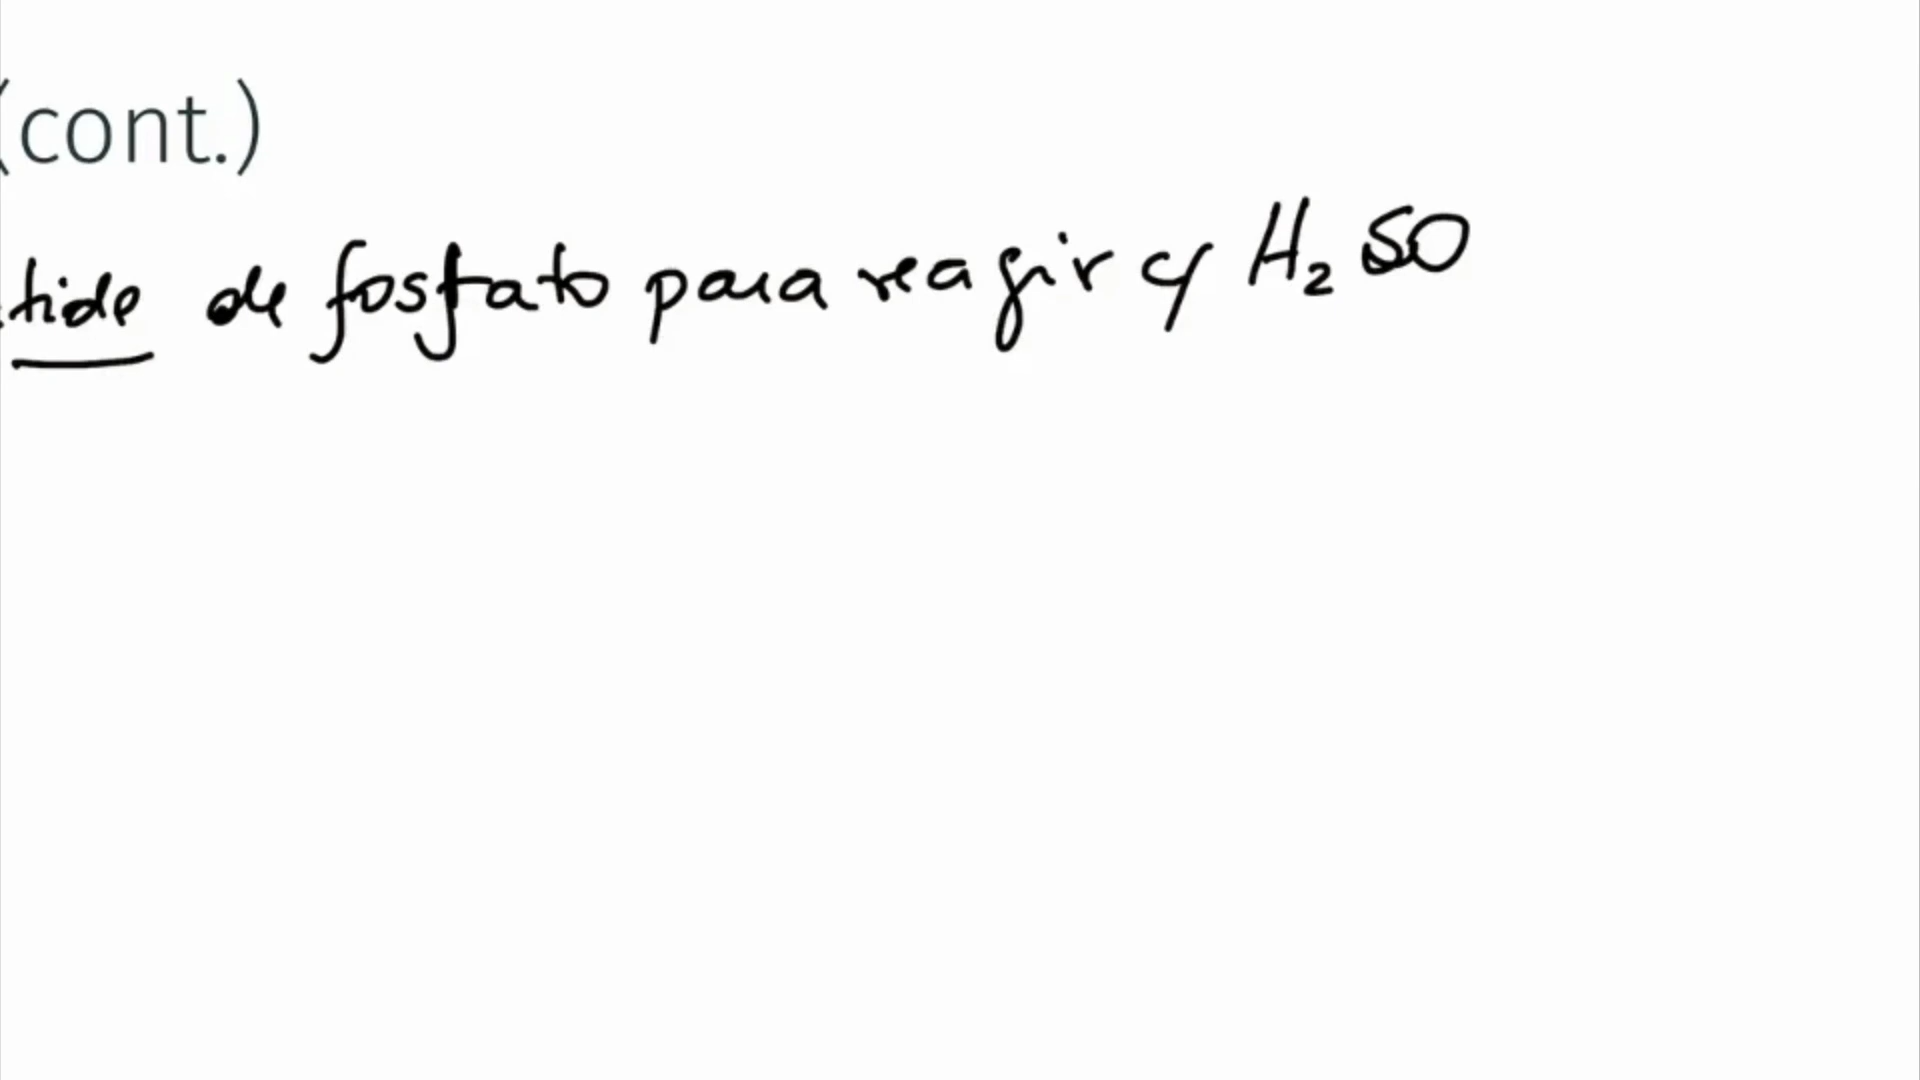 (cont.)
tide de fosfato para reagir c/ H₂SO